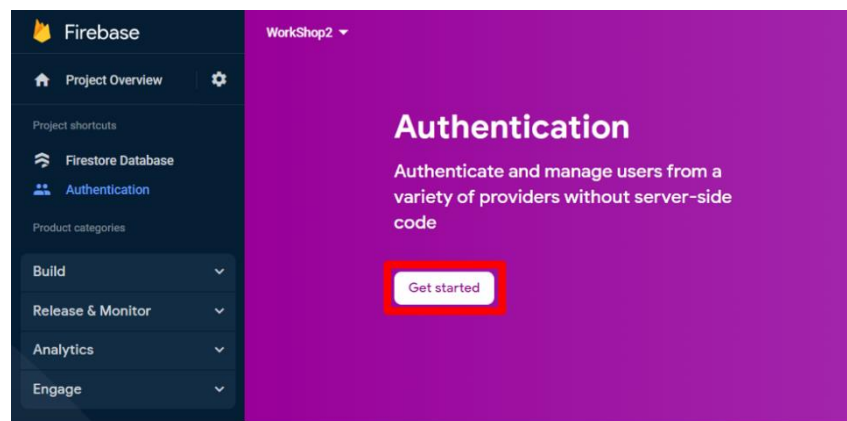 Firebase
WorkShop2
Project Overview
Project shortcuts
Firestore Database
Authentication
Product categories
Build
Release & Monitor
Analytics
Engage
Authentication
Authenticate and manage users from a
variety of providers without server-side
code
Get started